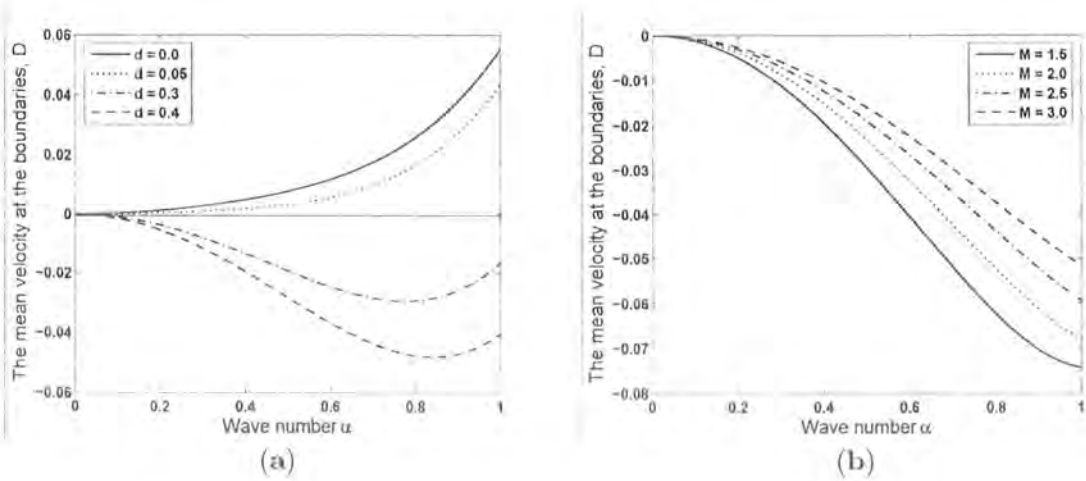 The mean velocity at the boundaries, D
0.06
0.04
0.02
0
−0.02
−0.04
−0.06
d = 0.0
d = 0.05
d = 0.3
d = 0.4
0 0.2 0.4 0.6 0.8 1
Wave number α
(a)
The mean velocity at the boundaries, D
0
−0.01
−0.02
−0.03
−0.04
−0.05
−0.06
−0.07
−0.08
M = 1.5
M = 2.0
M = 2.5
M = 3.0
0 0.2 0.4 0.6 0.8 1
Wave number α
(b)